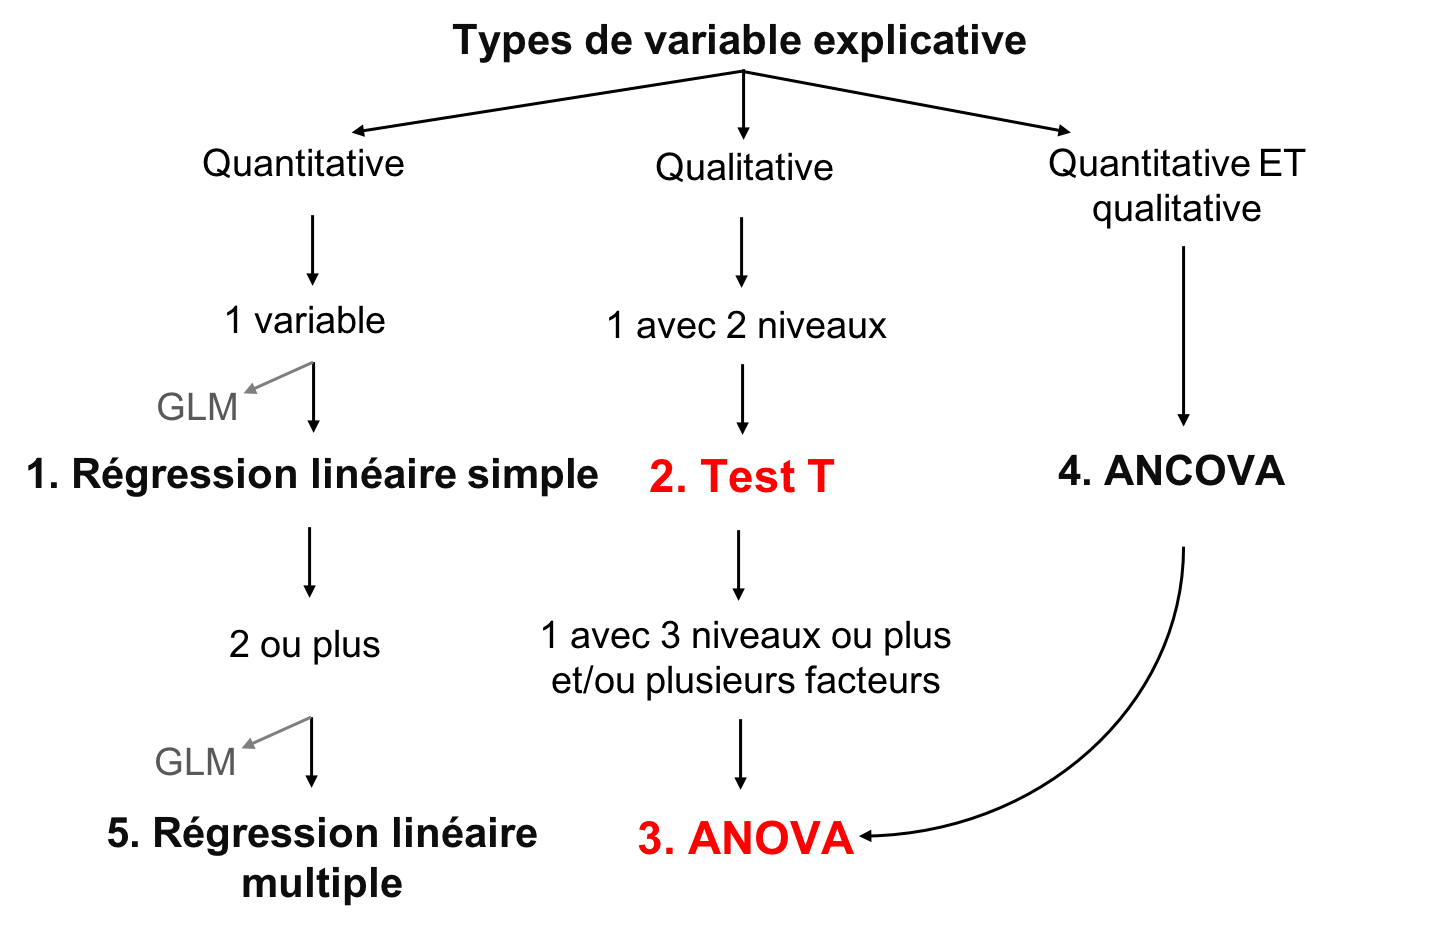 Types de variable explicative
Quantitative
Qualitative
Quantitative ET
qualitative
1 variable
1 avec 2 niveaux
GLM
1. Régression linéaire simple
2. Test T
4. ANCOVA
2 ou plus
1 avec 3 niveaux ou plus
et/ou plusieurs facteurs
GLM
5. Régression linéaire
multiple
3. ANOVA